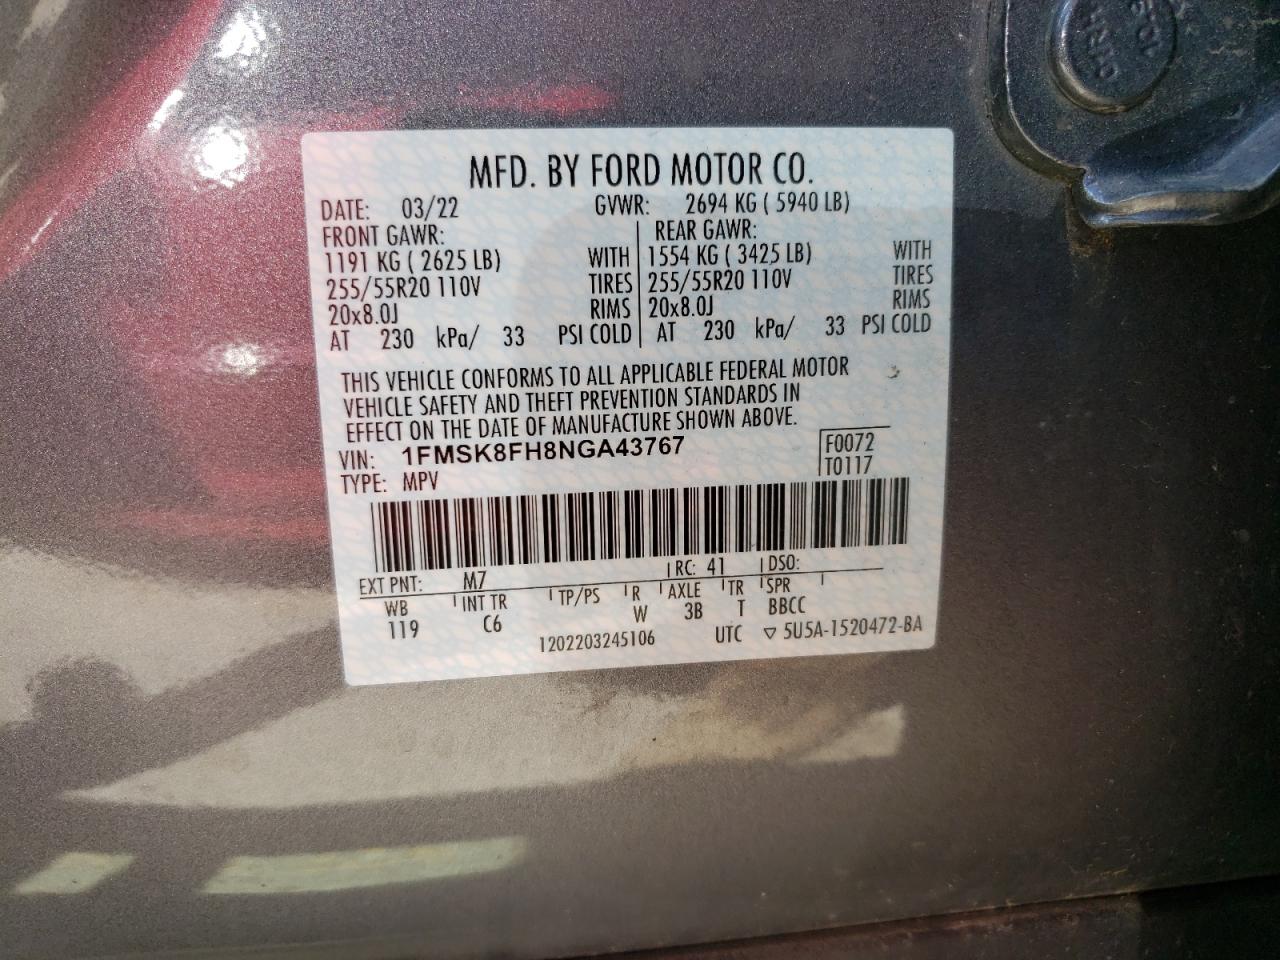 MFD. BY FORD MOTOR CO.
DATE: 03/22 GVWR: 2694 KG ( 5940 LB)
FRONT GAWR: REAR GAWR:
1191 KG ( 2625 LB) WITH 1554 KG ( 3425 LB) WITH
255/55R20 110V TIRES 255/55R20 110V TIRES
20x8.0J RIMS 20x8.0J RIMS
AT 230 kPa/ 33 PSI COLD AT 230 kPa/ 33 PSI COLD
THIS VEHICLE CONFORMS TO ALL APPLICABLE FEDERAL MOTOR
VEHICLE SAFETY AND THEFT PREVENTION STANDARDS IN
EFFECT ON THE DATE OF MANUFACTURE SHOWN ABOVE.
VIN: 1FMSK8FH8NGA43767 F0072
TYPE: MPV T0117
EXT PNT: M7 RC: 41 DSO:
WB INT TR TP/PS R AXLE TR SPR
119 C6 W 3B T BBCC
1202203245106 UTC ▽ 5U5A-1520472-BA